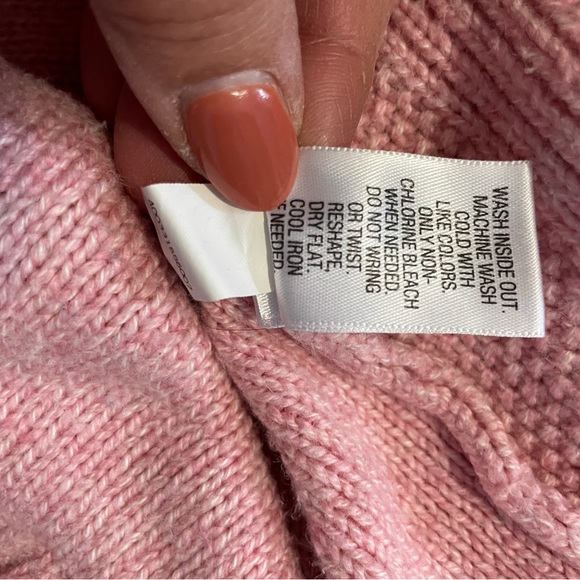 WASH INSIDE OUT.
MACHINE WASH
COLD WITH
LIKE COLORS.
ONLY NON-
CHLORINE BLEACH
WHEN NEEDED.
DO NOT WRING
OR TWIST.
RESHAPE,
DRY FLAT.
COOL IRON
NEEDED.